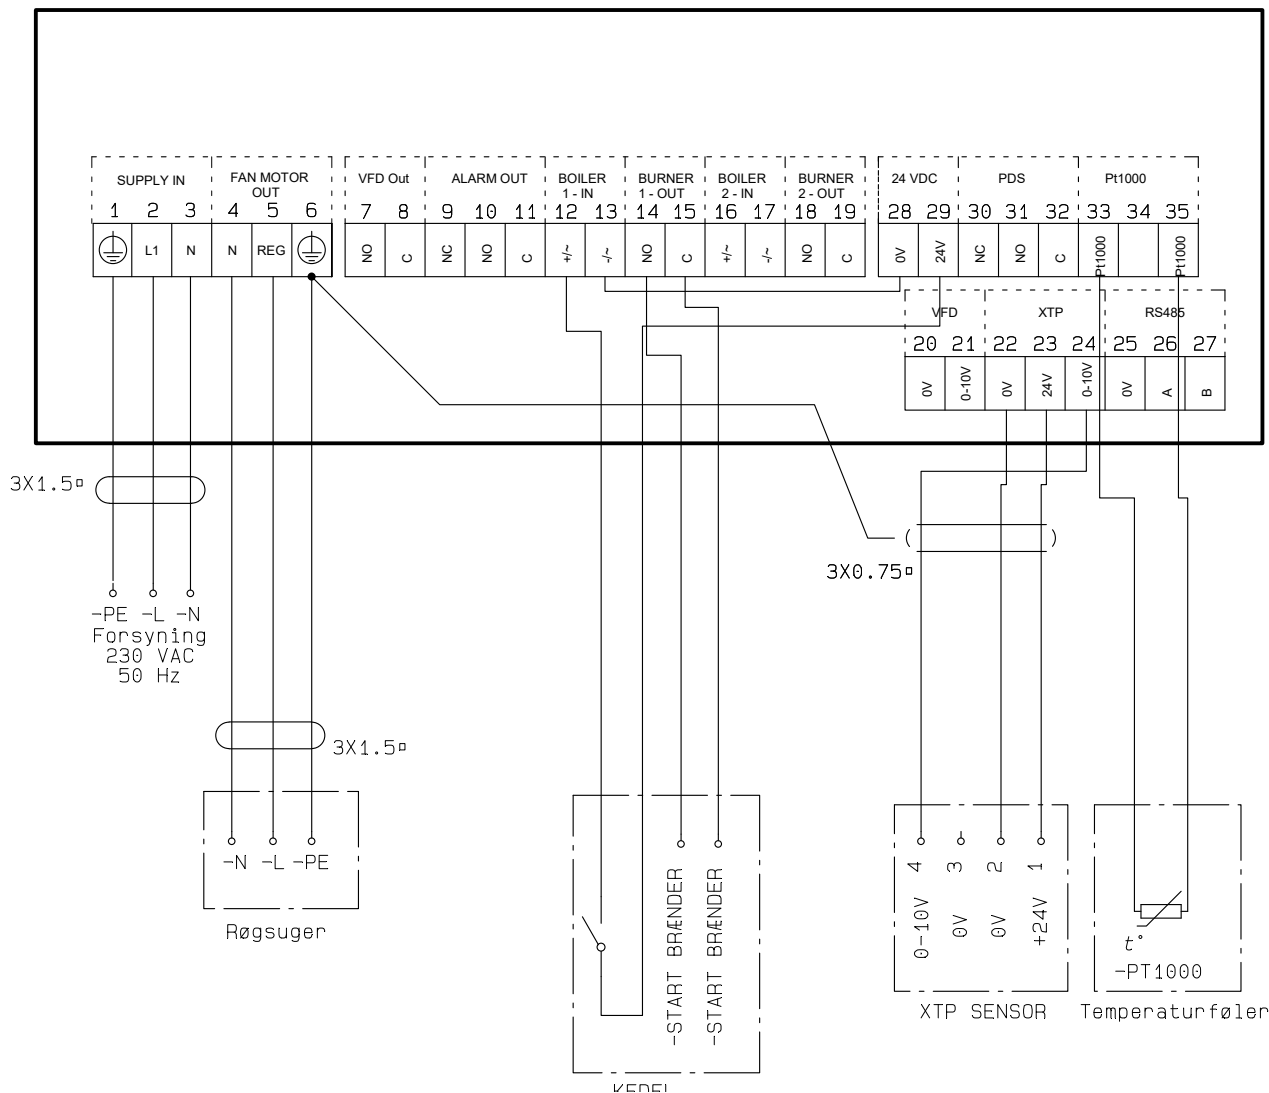 SUPPLY IN
FAN MOTOR
OUT
VFD Out
ALARM OUT
BOILER
1 - IN
BURNER
1 - OUT
BOILER
2 - IN
BURNER
2 - OUT
24 VDC
PDS
Pt1000
1 2 3 4 5 6 7 8 9 10 11 12 13 14 15 16 17 18 19 28 29 30 31 32 33 34 35
L1 N N REG NO C NC NO C +/~ -/~ NO C +/~ -/~ NO C 0V 24V NC NO C Pt1000 Pt1000
VFD
XTP
RS485
20 21 22 23 24 25 26 27
0V 0-10V 0V 24V 0-10V 0V A B
3X1.5¤
3X0.75¤
-PE -L -N
Forsyning
230 VAC
50 Hz
3X1.5¤
-N -L -PE
Røgsuger
-START BRÆNDER
-START BRÆNDER
KEDEL
4 3 2 1
0-10V 0V 0V +24V
XTP SENSOR
t°
-PT1000
Temperaturføler